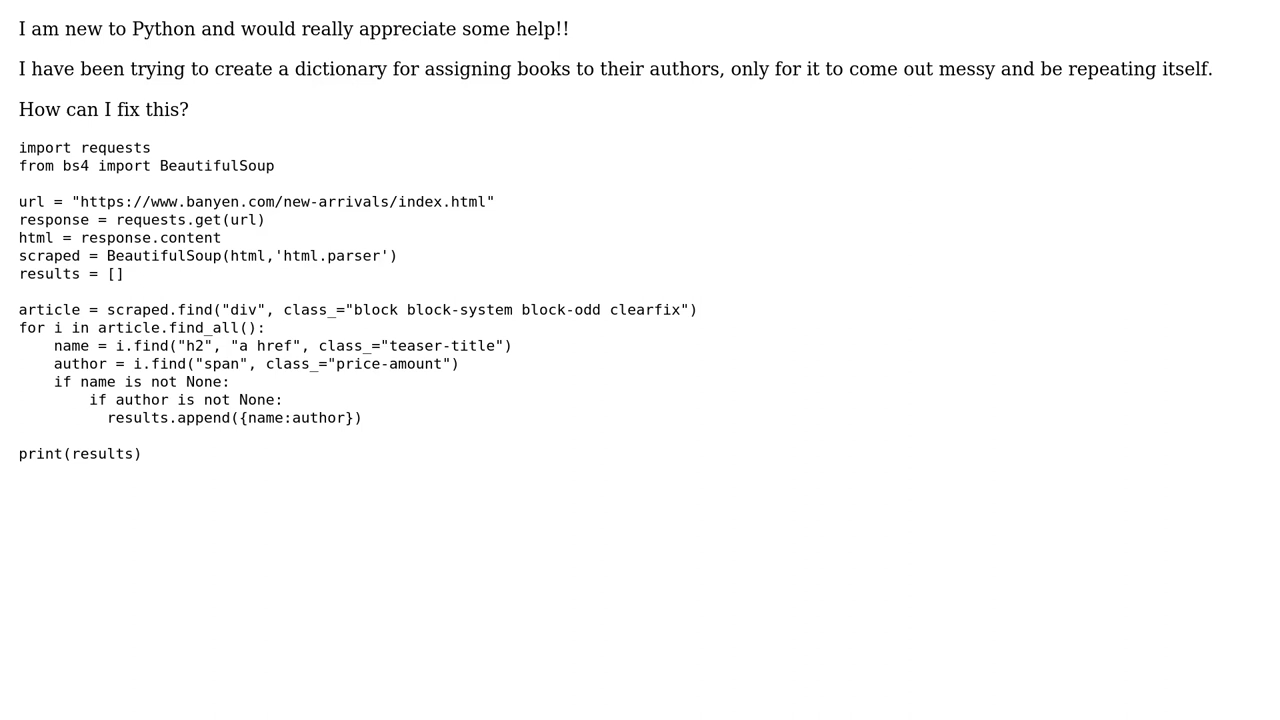 I am new to Python and would really appreciate some help!!
I have been trying to create a dictionary for assigning books to their authors, only for it to come out messy and be repeating itself.
How can I fix this?
import requests
from bs4 import BeautifulSoup

url = "https://www.banyen.com/new-arrivals/index.html"
response = requests.get(url)
html = response.content
scraped = BeautifulSoup(html,'html.parser')
results = []

article = scraped.find("div", class_="block block-system block-odd clearfix")
for i in article.find_all():
    name = i.find("h2", "a href", class_="teaser-title")
    author = i.find("span", class_="price-amount")
    if name is not None:
        if author is not None:
          results.append({name:author})

print(results)